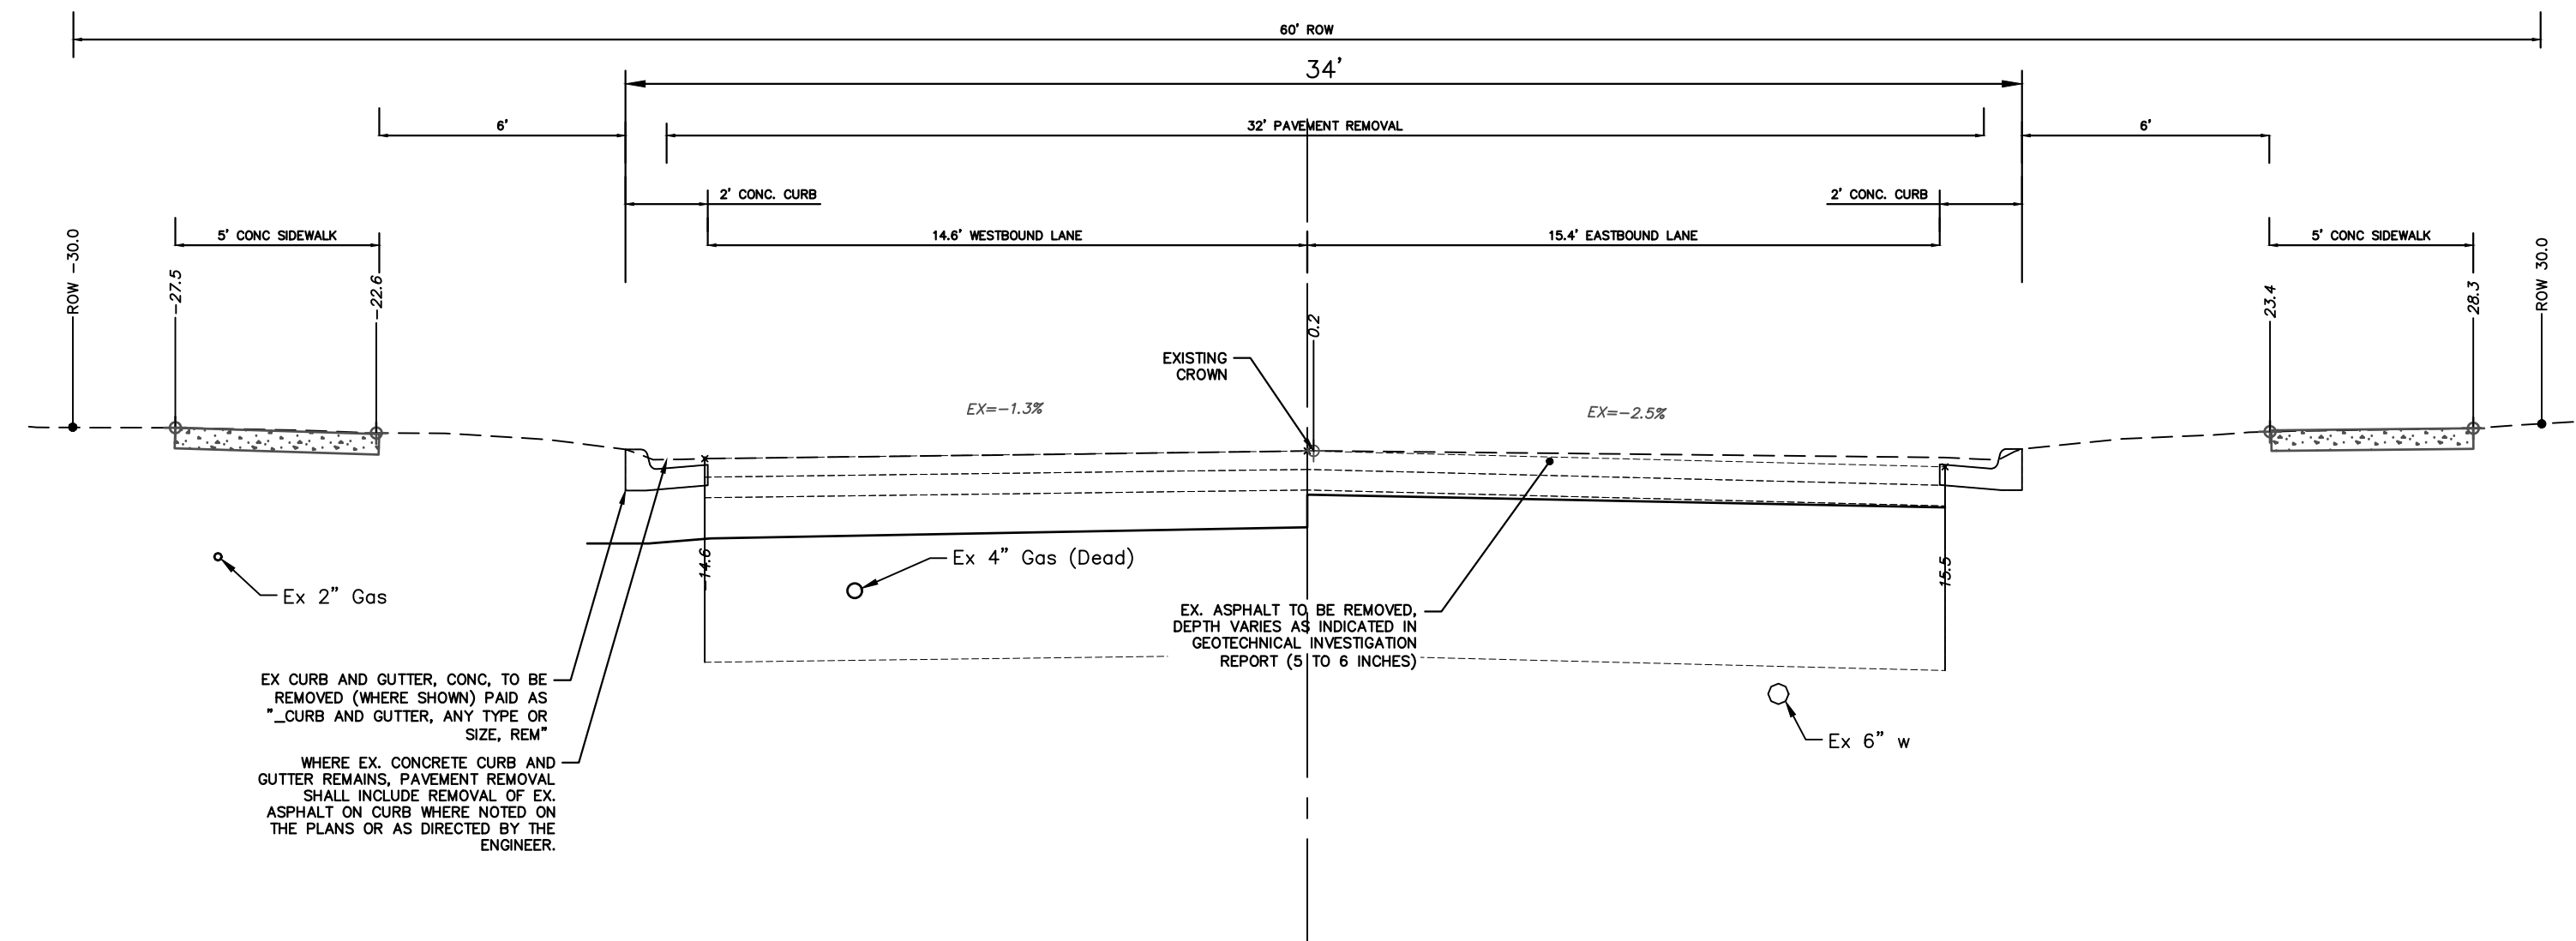 60' ROW
34'
6'
32' PAVEMENT REMOVAL
6'
2' CONC. CURB
2' CONC. CURB
5' CONC SIDEWALK
14.6' WESTBOUND LANE
15.4' EASTBOUND LANE
5' CONC SIDEWALK
ROW -30.0
-27.5
-22.6
0.2
23.4
28.3
ROW 30.0
EXISTING
CROWN
EX=-1.3%
EX=-2.5%
-14.6
15.5
Ex 4" Gas (Dead)
Ex 2" Gas
EX. ASPHALT TO BE REMOVED,
DEPTH VARIES AS INDICATED IN
GEOTECHNICAL INVESTIGATION
REPORT (5 TO 6 INCHES)
EX CURB AND GUTTER, CONC, TO BE
REMOVED (WHERE SHOWN) PAID AS
"_CURB AND GUTTER, ANY TYPE OR
SIZE, REM"
Ex 6" w
WHERE EX. CONCRETE CURB AND
GUTTER REMAINS, PAVEMENT REMOVAL
SHALL INCLUDE REMOVAL OF EX.
ASPHALT ON CURB WHERE NOTED ON
THE PLANS OR AS DIRECTED BY THE
ENGINEER.